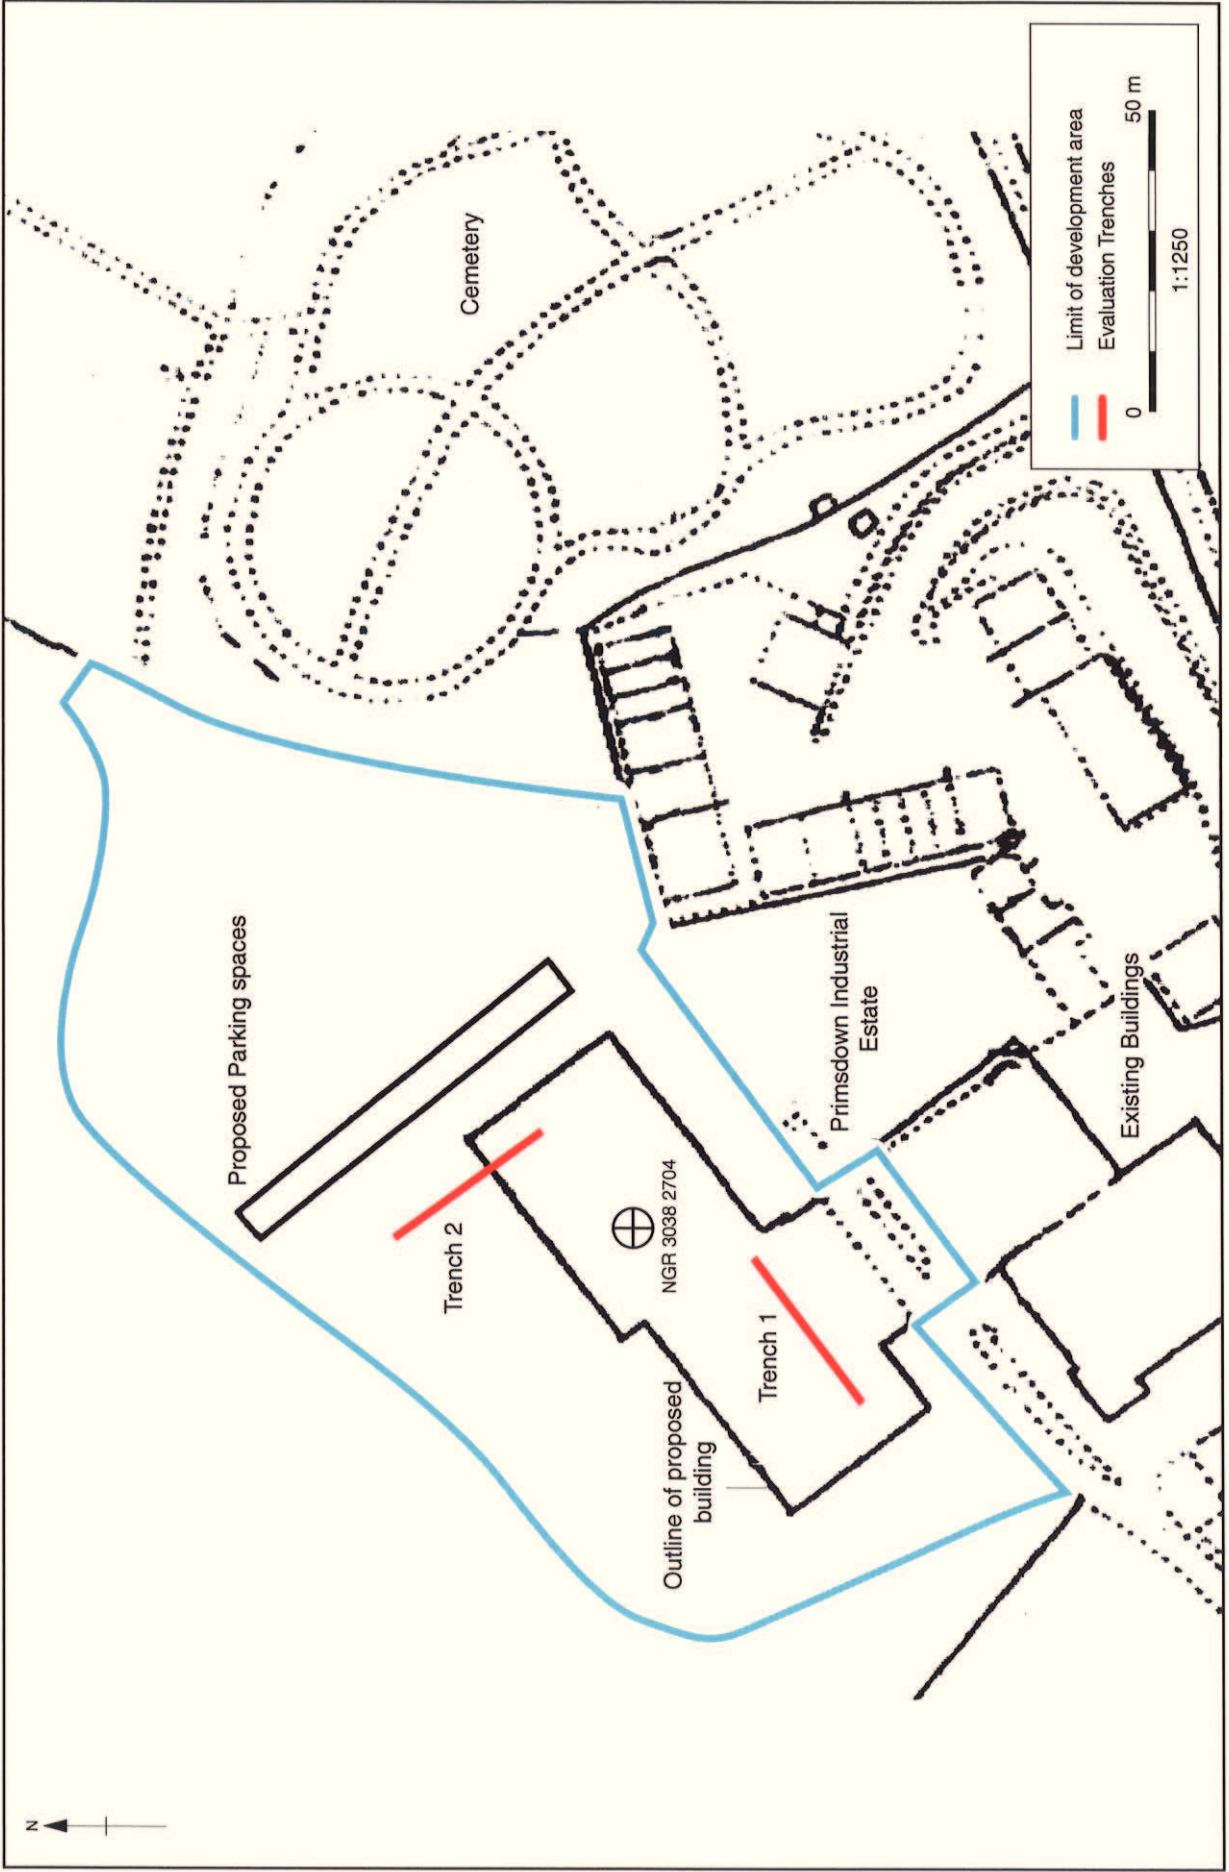 N
Proposed Parking spaces
Cemetery
Trench 2
NGR 3038 2704
Outline of proposed
building
Trench 1
Primsdown Industrial
Estate
Existing Buildings
Limit of development area
Evaluation Trenches
0
50 m
1:1250